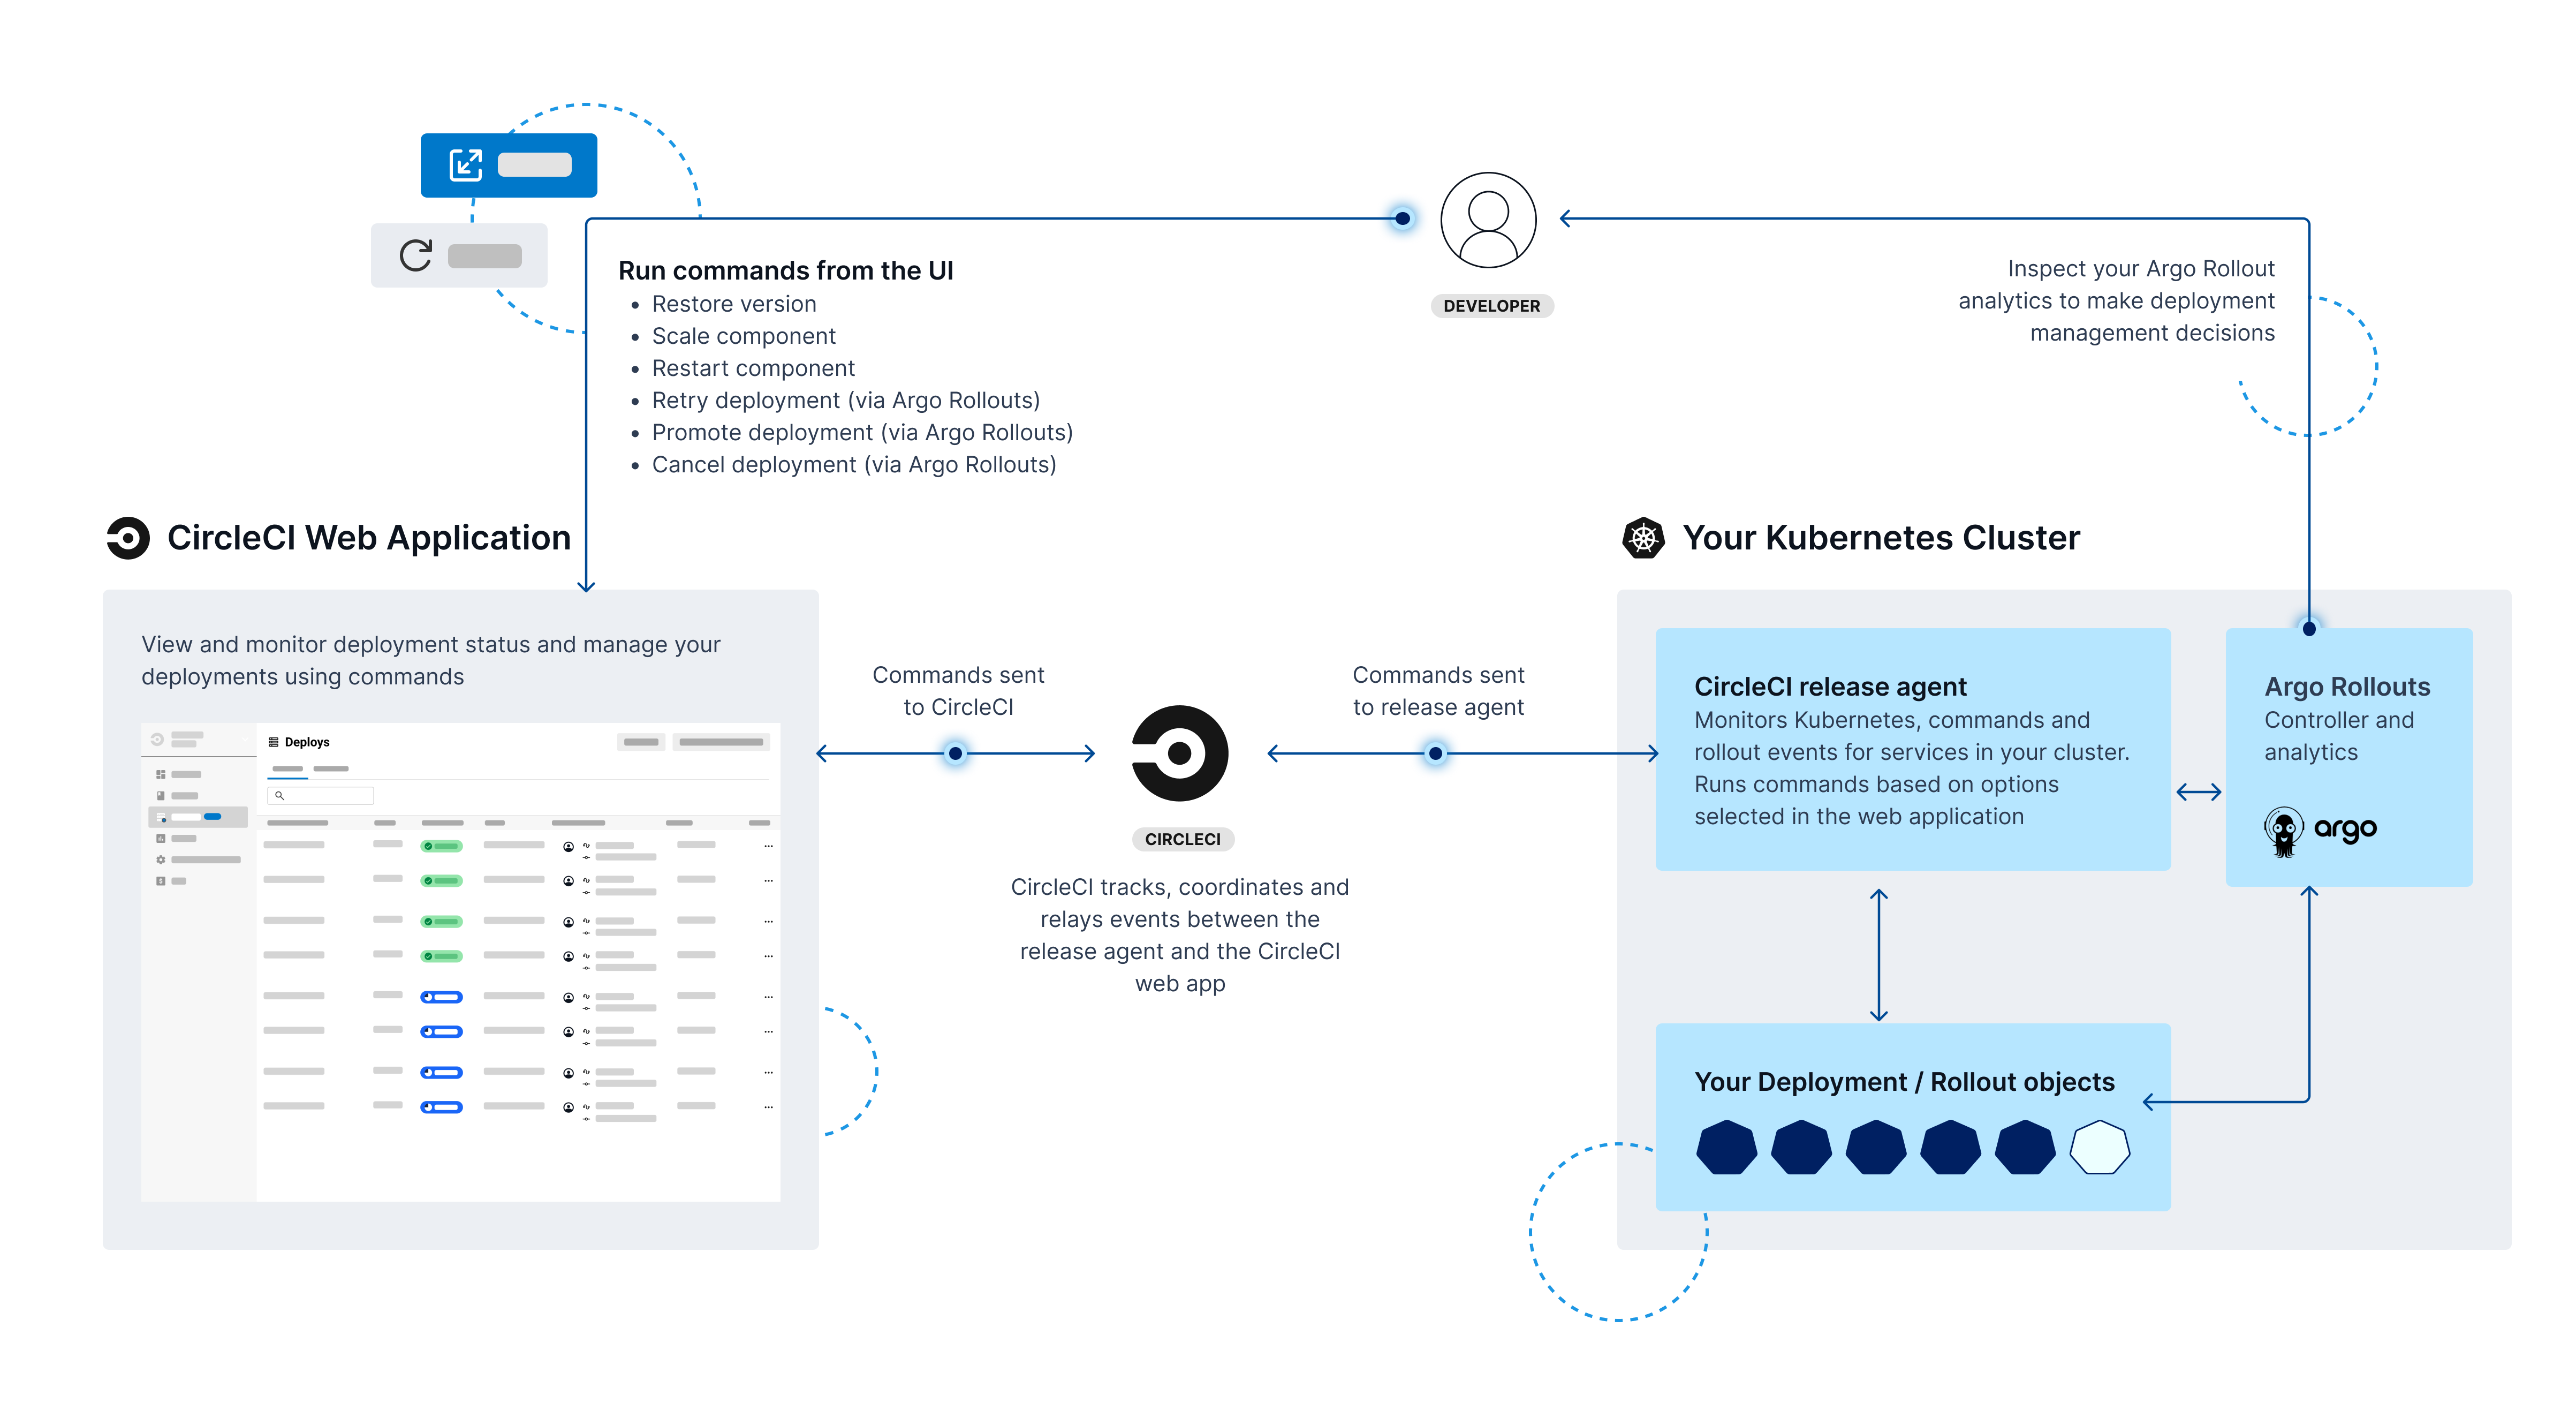 DEVELOPER
Run commands from the UI
Restore version
Scale component
Restart component
Retry deployment (via Argo Rollouts)
Promote deployment (via Argo Rollouts)
Cancel deployment (via Argo Rollouts)
Inspect your Argo Rollout
analytics to make deployment
management decisions
CircleCI Web Application
View and monitor deployment status and manage your
deployments using commands
Deploys
Commands sent
to CircleCI
CIRCLECI
CircleCI tracks, coordinates and
relays events between the
release agent and the CircleCI
web app
Commands sent
to release agent
Your Kubernetes Cluster
CircleCI release agent
Monitors Kubernetes, commands and
rollout events for services in your cluster.
Runs commands based on options
selected in the web application
Argo Rollouts
Controller and
analytics
argo
Your Deployment / Rollout objects